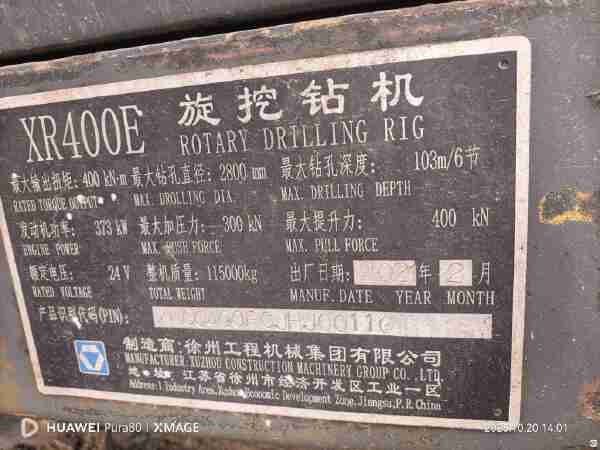 XR400E 旋挖钻机
ROTARY DRILLING RIG
最大输出扭矩: 400 kN·m 最大钻孔直径: 2800 mm 最大钻孔深度: 103m/6节
RATED TORQUE OUTPUT MAX. DROLLING DIA. MAX. DRILLING DEPTH
发动机功率: 373 kW 最大加压力: 300 kN 最大提升力: 400 kN
ENGINE POWER MAX. PUSH FORCE MAX. PULL FORCE
额定电压: 24 V 整机质量: 115000kg 出厂日期: 年 2 月
RATED VOLTAGE TOTAL WEIGHT MANUF. DATE YEAR MONTH
产品识别代码(PIN):
制造商: 徐州工程机械集团有限公司
MANUFACTURER: XUZHOU CONSTRUCTION MACHINERY GROUP CO., LTD.
地 址: 江苏省徐州市经济开发区工业一区
Address: 1 Industry Area, Xuzhou Economic Development Zone, Jiangsu, P. R. China
HUAWEI Pura80 | XMAGE
2025.10.20 14:01